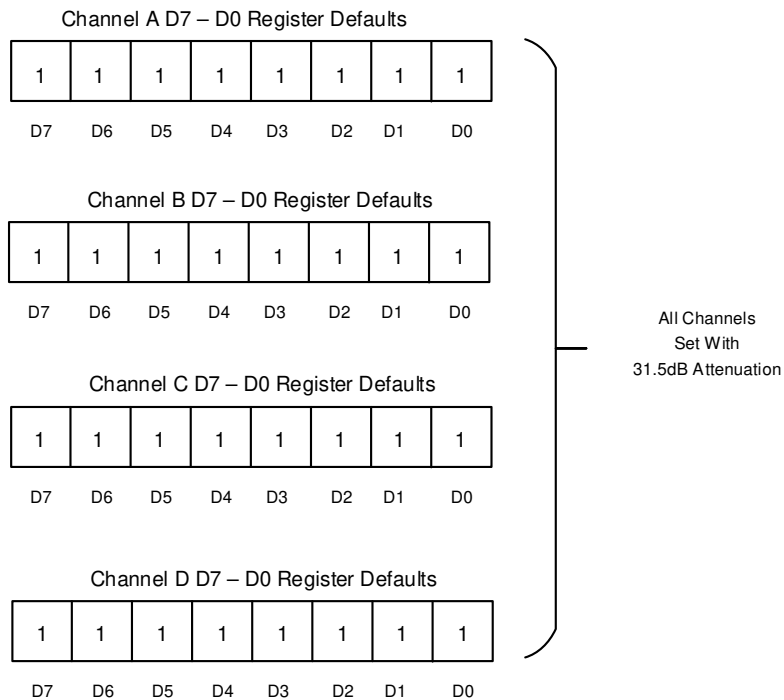 Channel A D7 – D0 Register Defaults
1 1 1 1 1 1 1 1
D7 D6 D5 D4 D3 D2 D1 D0
Channel B D7 – D0 Register Defaults
1 1 1 1 1 1 1 1
D7 D6 D5 D4 D3 D2 D1 D0
Channel C D7 – D0 Register Defaults
1 1 1 1 1 1 1 1
D7 D6 D5 D4 D3 D2 D1 D0
Channel D D7 – D0 Register Defaults
1 1 1 1 1 1 1 1
D7 D6 D5 D4 D3 D2 D1 D0
All Channels
Set With
31.5dB Attenuation